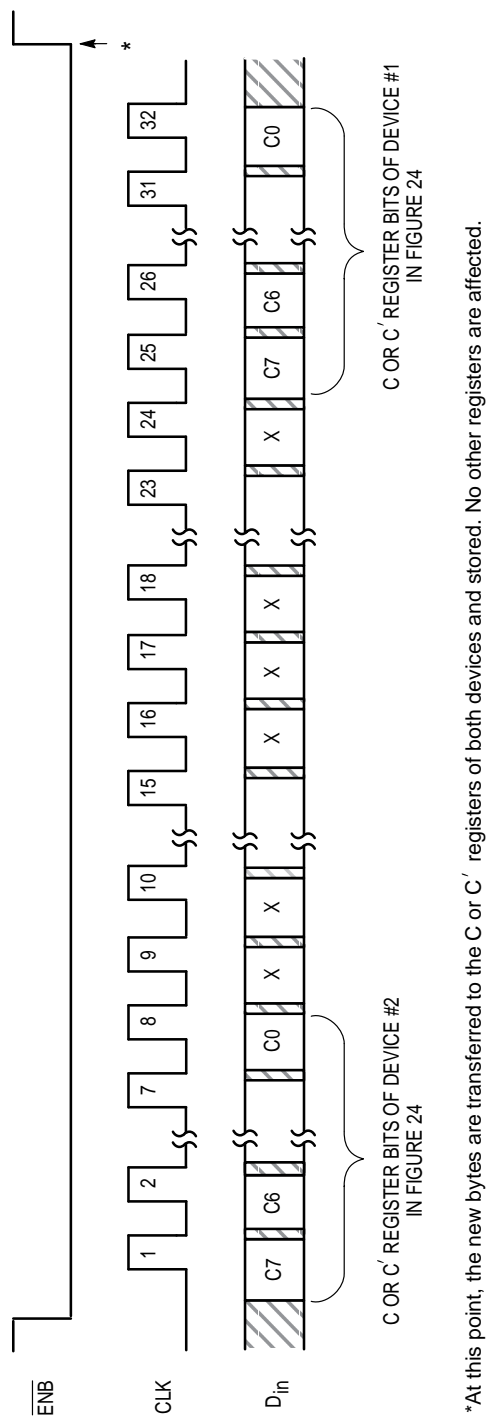 ENB
*
CLK
1 2 7 8 9 10 15 16 17 18 23 24 25 26 31 32
Din
C7 C6 C0 X X X X X X C7 C6 C0
C OR C′ REGISTER BITS OF DEVICE #2
IN FIGURE 24
C OR C′ REGISTER BITS OF DEVICE #1
IN FIGURE 24
*At this point, the new bytes are transferred to the C or C′ registers of both devices and stored. No other registers are affected.